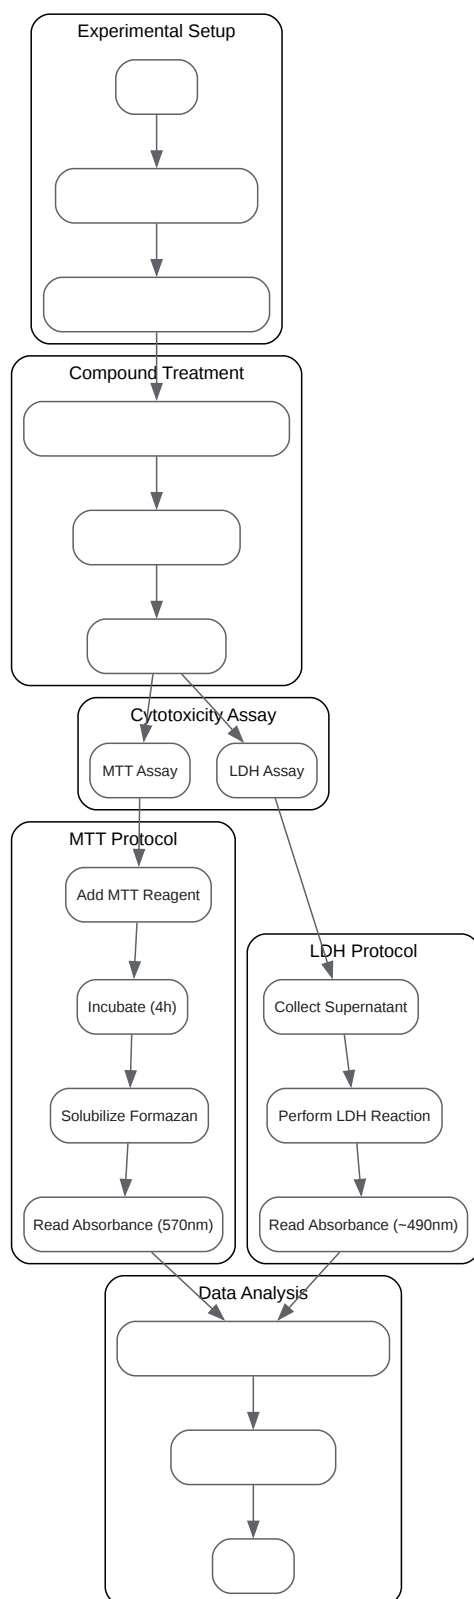 Experimental Setup
Compound Treatment
Cytotoxicity Assay
MTT Assay
LDH Assay
MTT Protocol
Add MTT Reagent
Incubate (4h)
Solubilize Formazan
Read Absorbance (570nm)
LDH Protocol
Collect Supernatant
Perform LDH Reaction
Read Absorbance (~490nm)
Data Analysis